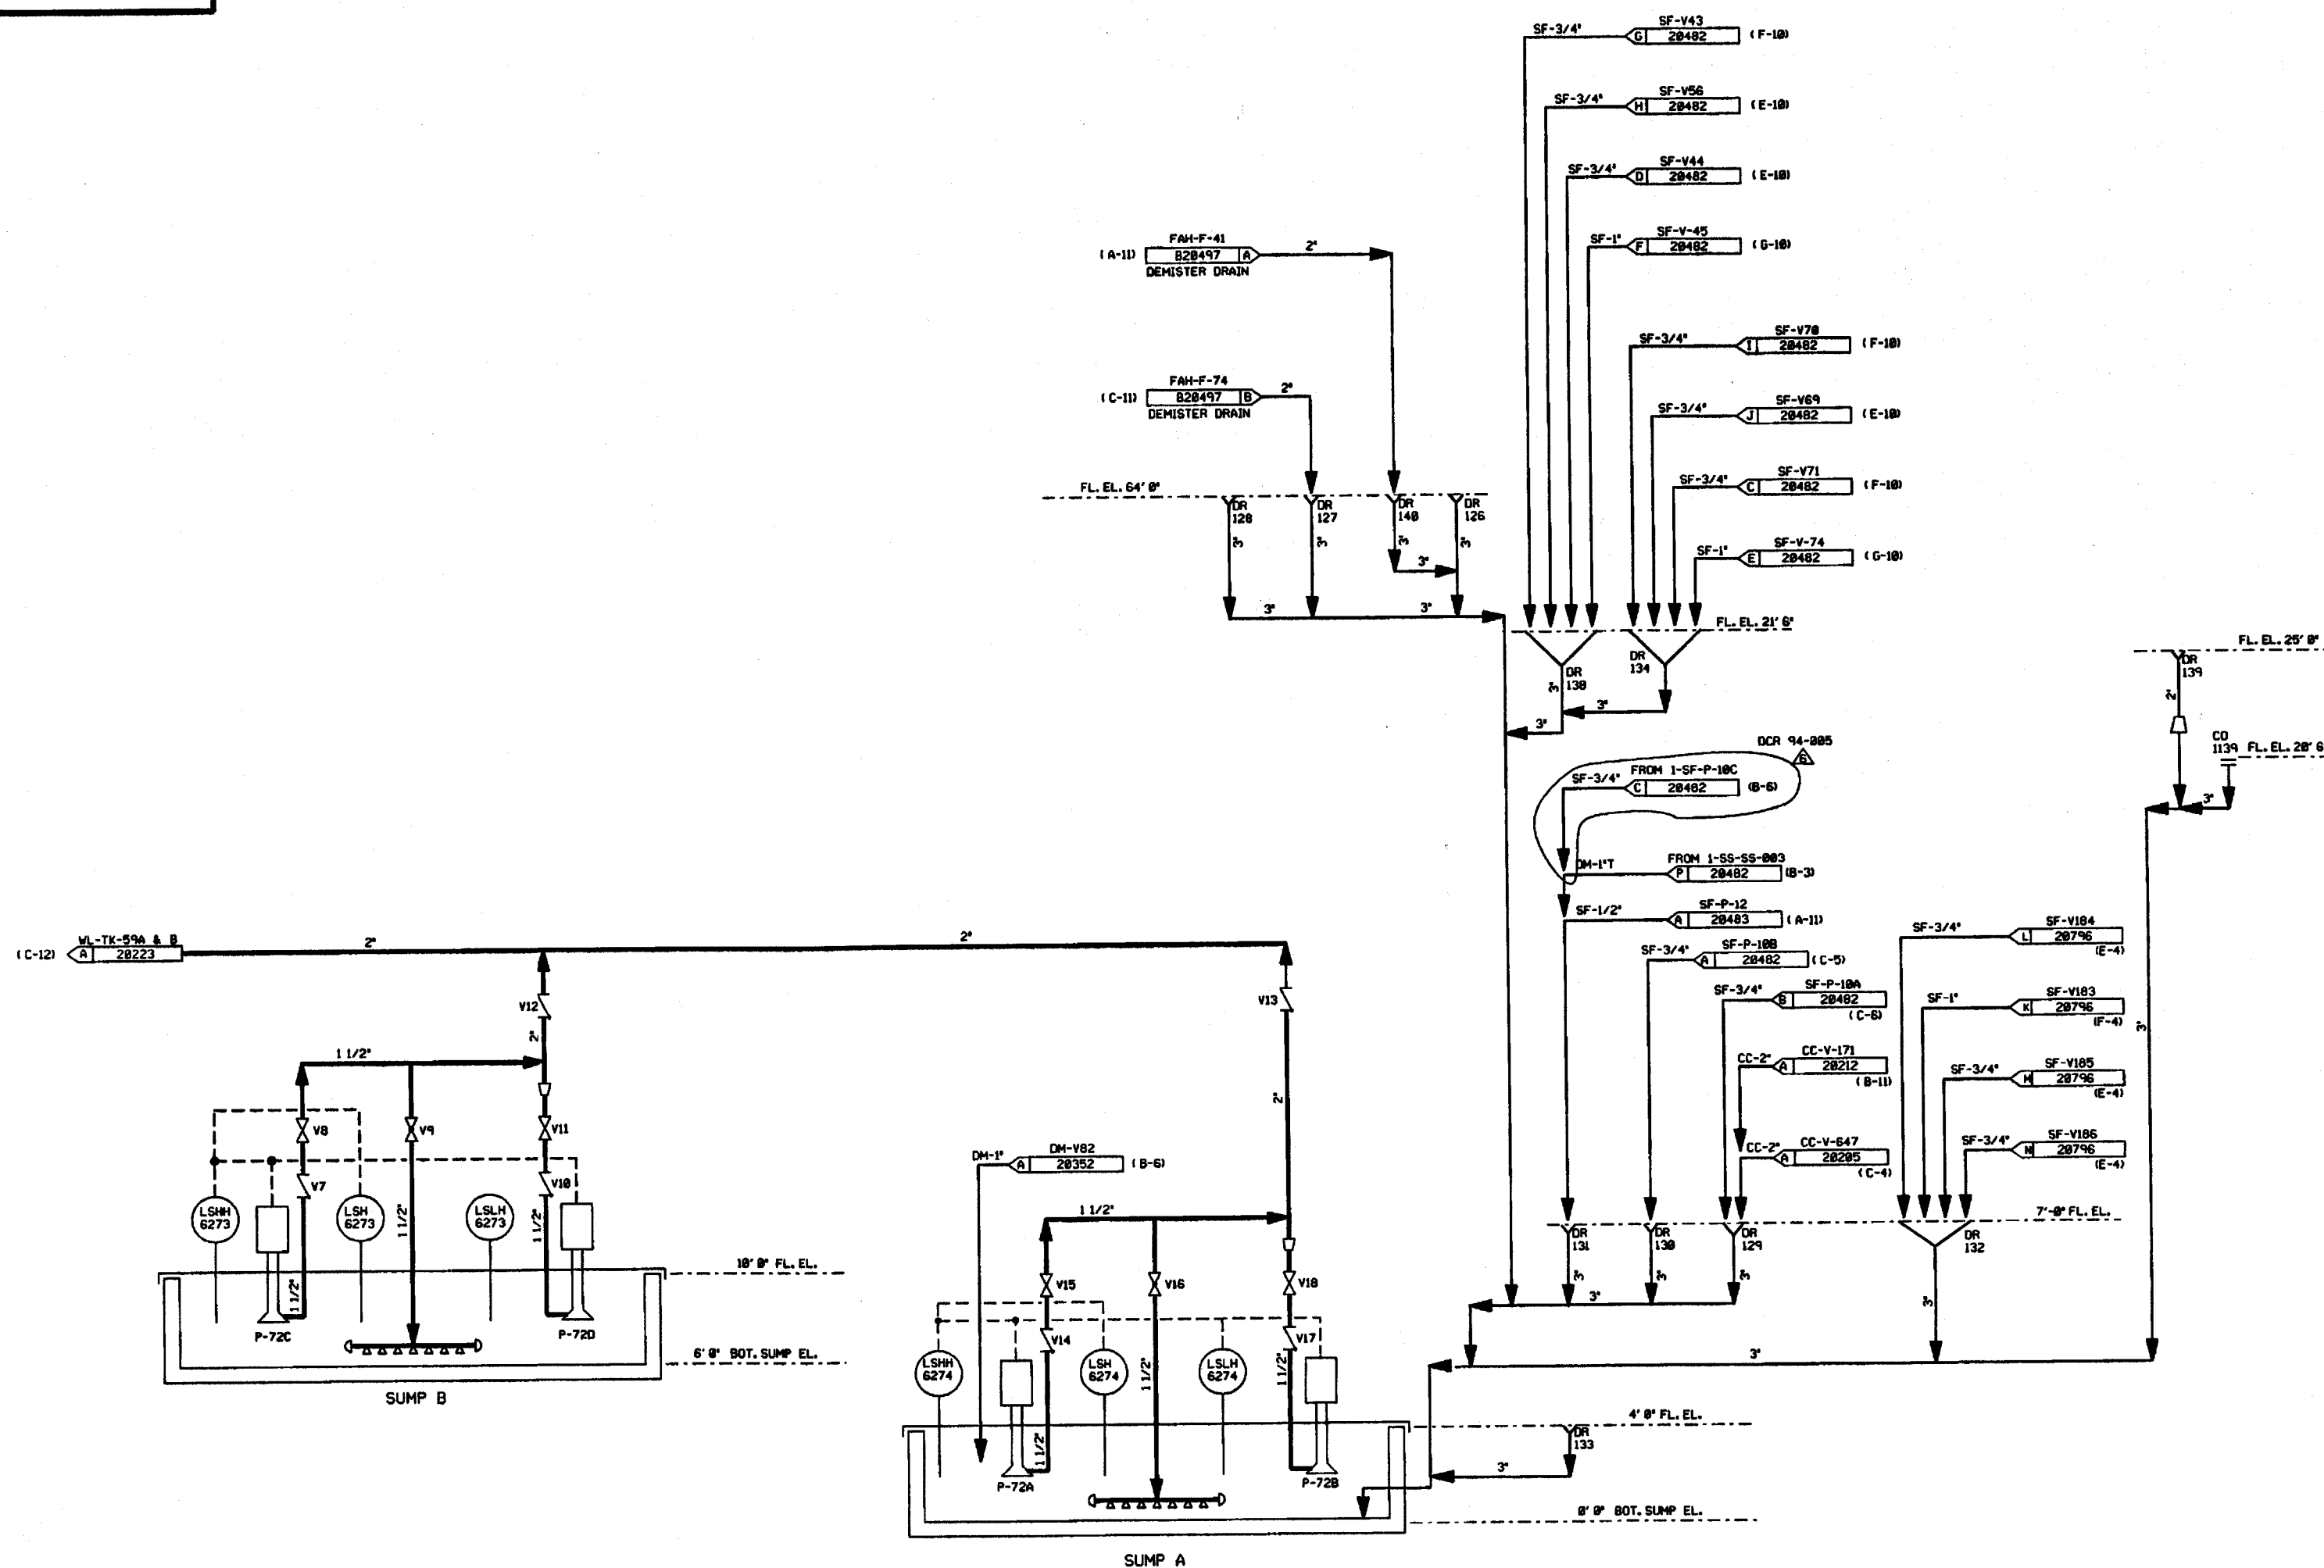 SF-V43
SF-3/4" G 20482 (F-10)
SF-V56
SF-3/4" H 20482 (E-10)
SF-V44
SF-3/4" D 20482 (E-10)
SF-V-45
SF-1" F 20482 (G-10)
FAH-F-41
(A-11) B20497 A 2"
DEMISTER DRAIN
SF-V70
SF-3/4" I 20482 (F-10)
FAH-F-74
(C-11) B20497 B 2"
DEMISTER DRAIN
SF-V69
SF-3/4" J 20482 (E-10)
SF-V71
SF-3/4" C 20482 (F-10)
SF-V-74
SF-1" E 20482 (G-10)
FL. EL. 64' 0"
DR 128
DR 127
DR 140
DR 126
3" 3" 3" 3"
3"
3" 3"
FL. EL. 21' 6"
DR 138
DR 134
3"
3"
3"
FL. EL. 25' 0"
DR 139
2"
CO 1139 FL. EL. 20' 6
3"
DCR 94-005
6
FROM 1-SF-P-10C
SF-3/4" C 20482 (B-6)
FROM 1-SS-SS-003
DM-1"T P 20482 (B-3)
SF-P-12
SF-1/2" A 20483 (A-11)
SF-P-10B
SF-3/4" A 20482 (C-5)
SF-P-10A
SF-3/4" B 20482
(C-6)
CC-V-171
CC-2" A 20212
(B-11)
CC-V-647
CC-2" A 20205
(C-4)
SF-V184
SF-3/4" L 20796
(E-4)
SF-V183
SF-1" K 20796
(F-4)
SF-V185
SF-3/4" M 20796
(E-4)
SF-V186
SF-3/4" N 20796
(E-4)
3"
7'-0" FL. EL.
DR 131
DR 130
DR 129
DR 132
3" 3" 3" 3"
3"
3"
WL-TK-59A & B
(C-12) A 20223
2" 2"
V12
V13
2"
1 1/2"
2"
V8
V9
V11
V7
V10
LSHH 6273
LSH 6273
LSLH 6273
1 1/2" 1 1/2" 1 1/2"
10' 0" FL. EL.
P-72C
P-72D
6' 0" BOT. SUMP EL.
SUMP B
DM-V82
DM-1" A 20352 (B-6)
1 1/2"
V15
V16
V18
V14
V17
LSHH 6274
LSH 6274
LSLH 6274
1 1/2" 1 1/2" 1 1/2"
P-72A
P-72B
4' 0" FL. EL.
DR 133
3"
0' 0" BOT. SUMP EL.
SUMP A